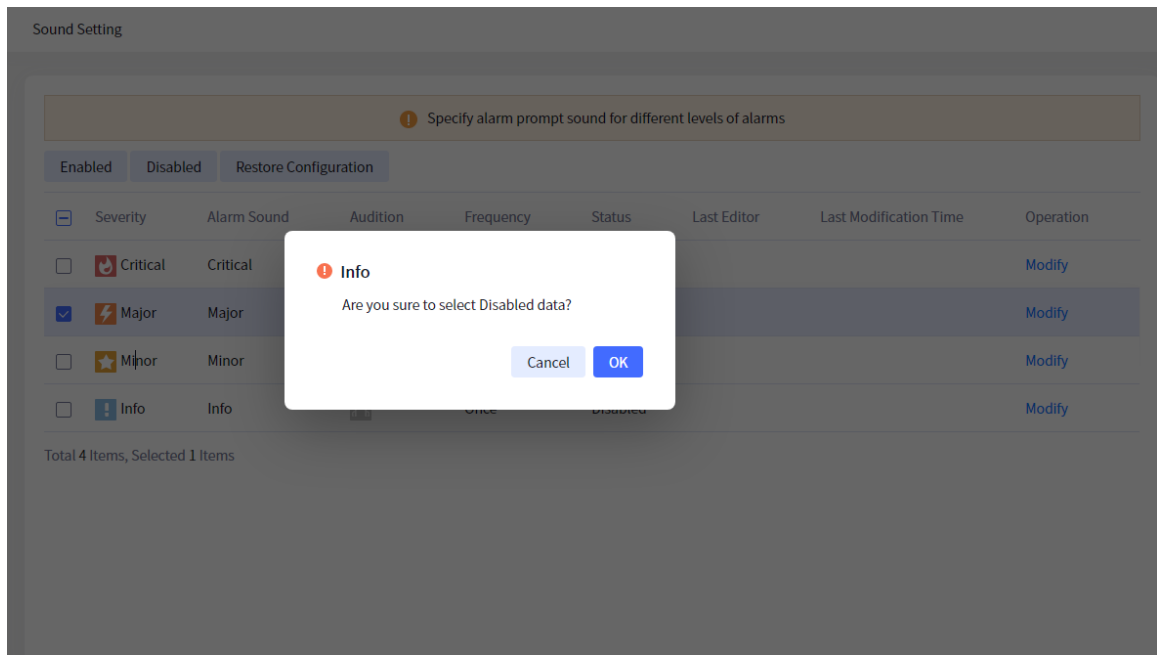 Sound Setting
Specify alarm prompt sound for different levels of alarms
Enabled Disabled Restore Configuration
Severity Alarm Sound Audition Frequency Status Last Editor Last Modification Time Operation
Critical Critical Modify
Info
Are you sure to select Disabled data?
Major Major Modify
Minor Minor Modify
Cancel OK
Info Info Once Disabled Modify
Total 4 Items, Selected 1 Items